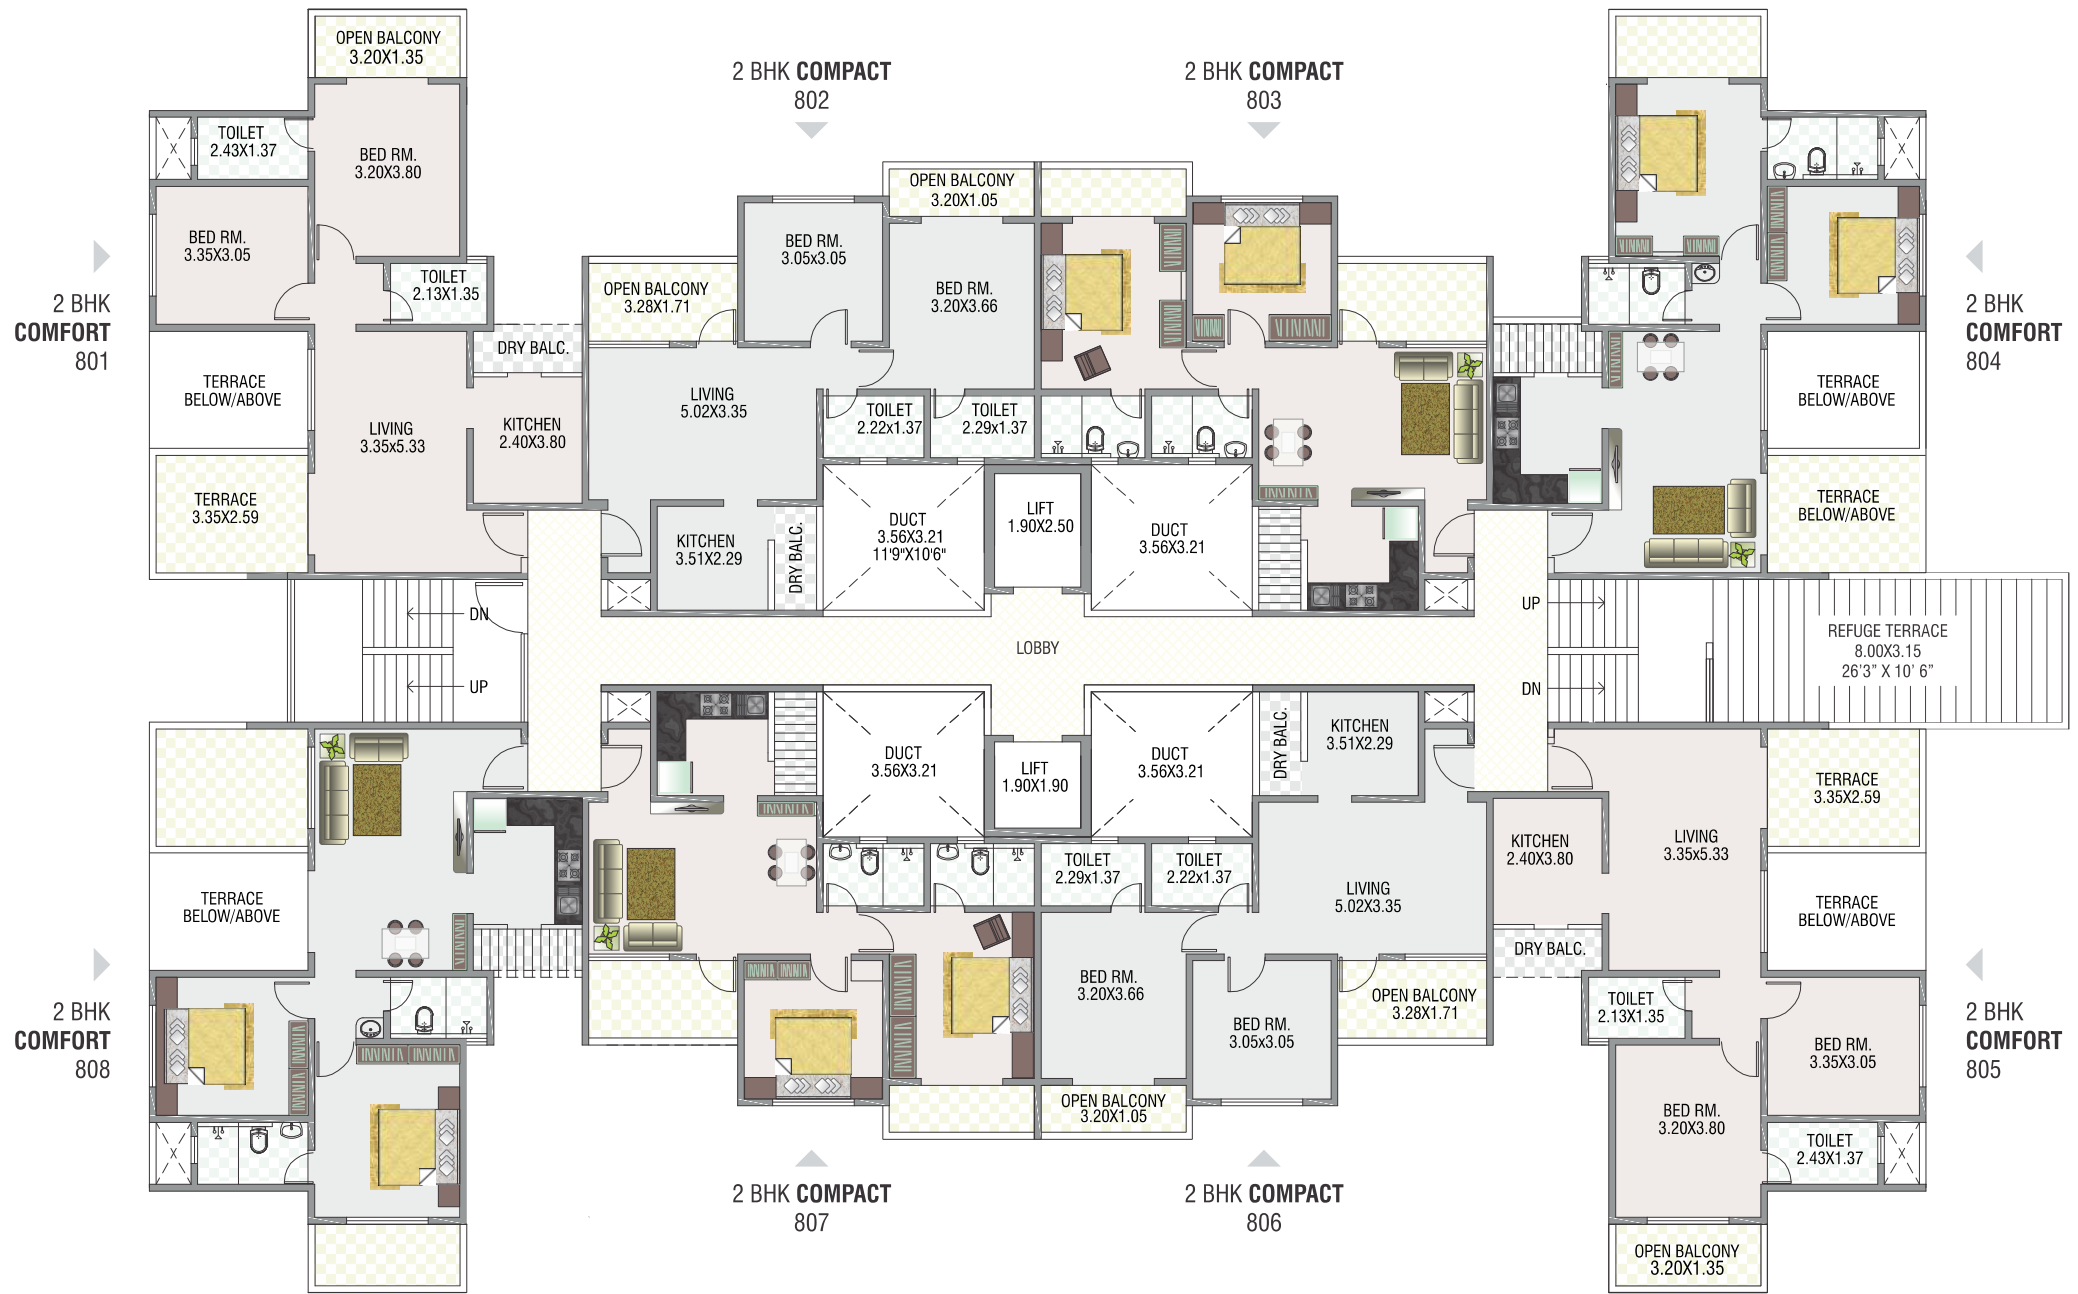 OPEN BALCONY
3.20X1.35
2 BHK COMPACT
802
2 BHK COMPACT
803
TOILET
2.43X1.37
BED RM.
3.20X3.80
OPEN BALCONY
3.20X1.05
BED RM.
3.35X3.05
TOILET
2.13X1.35
OPEN BALCONY
3.28X1.71
BED RM.
3.05x3.05
BED RM.
3.20X3.66
2 BHK
COMFORT
801
2 BHK
COMFORT
804
DRY BALC.
TERRACE
BELOW/ABOVE
LIVING
3.35x5.33
KITCHEN
2.40X3.80
LIVING
5.02X3.35
TOILET
2.22x1.37
TOILET
2.29x1.37
TERRACE
BELOW/ABOVE
TERRACE
3.35X2.59
KITCHEN
3.51X2.29
DRY BALC.
DUCT
3.56X3.21
11'9"X10'6"
LIFT
1.90X2.50
DUCT
3.56X3.21
TERRACE
BELOW/ABOVE
DN
UP
LOBBY
UP
DN
REFUGE TERRACE
8.00X3.15
26'3" X 10' 6"
DUCT
3.56X3.21
LIFT
1.90X1.90
DUCT
3.56X3.21
DRY BALC.
KITCHEN
3.51X2.29
TERRACE
3.35X2.59
TERRACE
BELOW/ABOVE
TOILET
2.29x1.37
TOILET
2.22x1.37
LIVING
5.02X3.35
KITCHEN
2.40X3.80
LIVING
3.35x5.33
TERRACE
BELOW/ABOVE
DRY BALC.
2 BHK
COMFORT
808
BED RM.
3.20X3.66
BED RM.
3.05x3.05
OPEN BALCONY
3.28X1.71
TOILET
2.13X1.35
BED RM.
3.35X3.05
2 BHK
COMFORT
805
OPEN BALCONY
3.20X1.05
BED RM.
3.20X3.80
TOILET
2.43X1.37
2 BHK COMPACT
807
2 BHK COMPACT
806
OPEN BALCONY
3.20X1.35